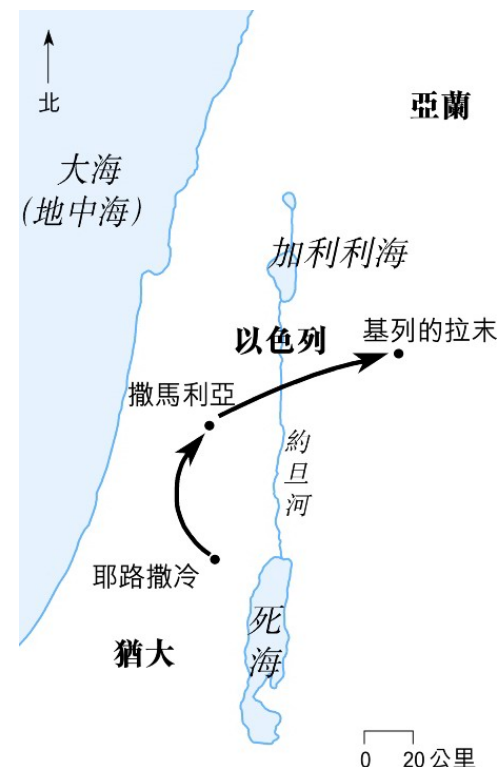 北
亞蘭
大海
(地中海)
加利利海
基列的拉末
以色列
撒馬利亞
約旦河
耶路撒冷
死海
猶大
0 20公里